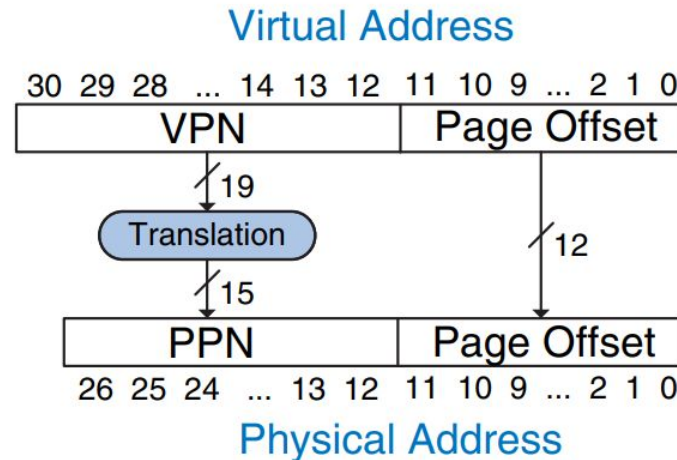 Virtual Address
30 29 28 ... 14 13 12 11 10 9 ... 2 1 0
VPN Page Offset
19
Translation
12
15
PPN Page Offset
26 25 24 ... 13 12 11 10 9 ... 2 1 0
Physical Address